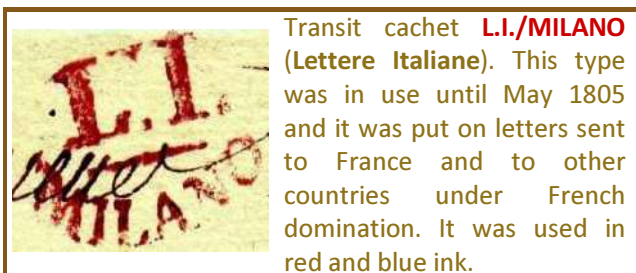 L.I.
MILANO
Transit cachet L.I./MILANO
(Lettere Italiane). This type
was in use until May 1805
and it was put on letters sent
to France and to other
countries under French
domination. It was used in
red and blue ink.